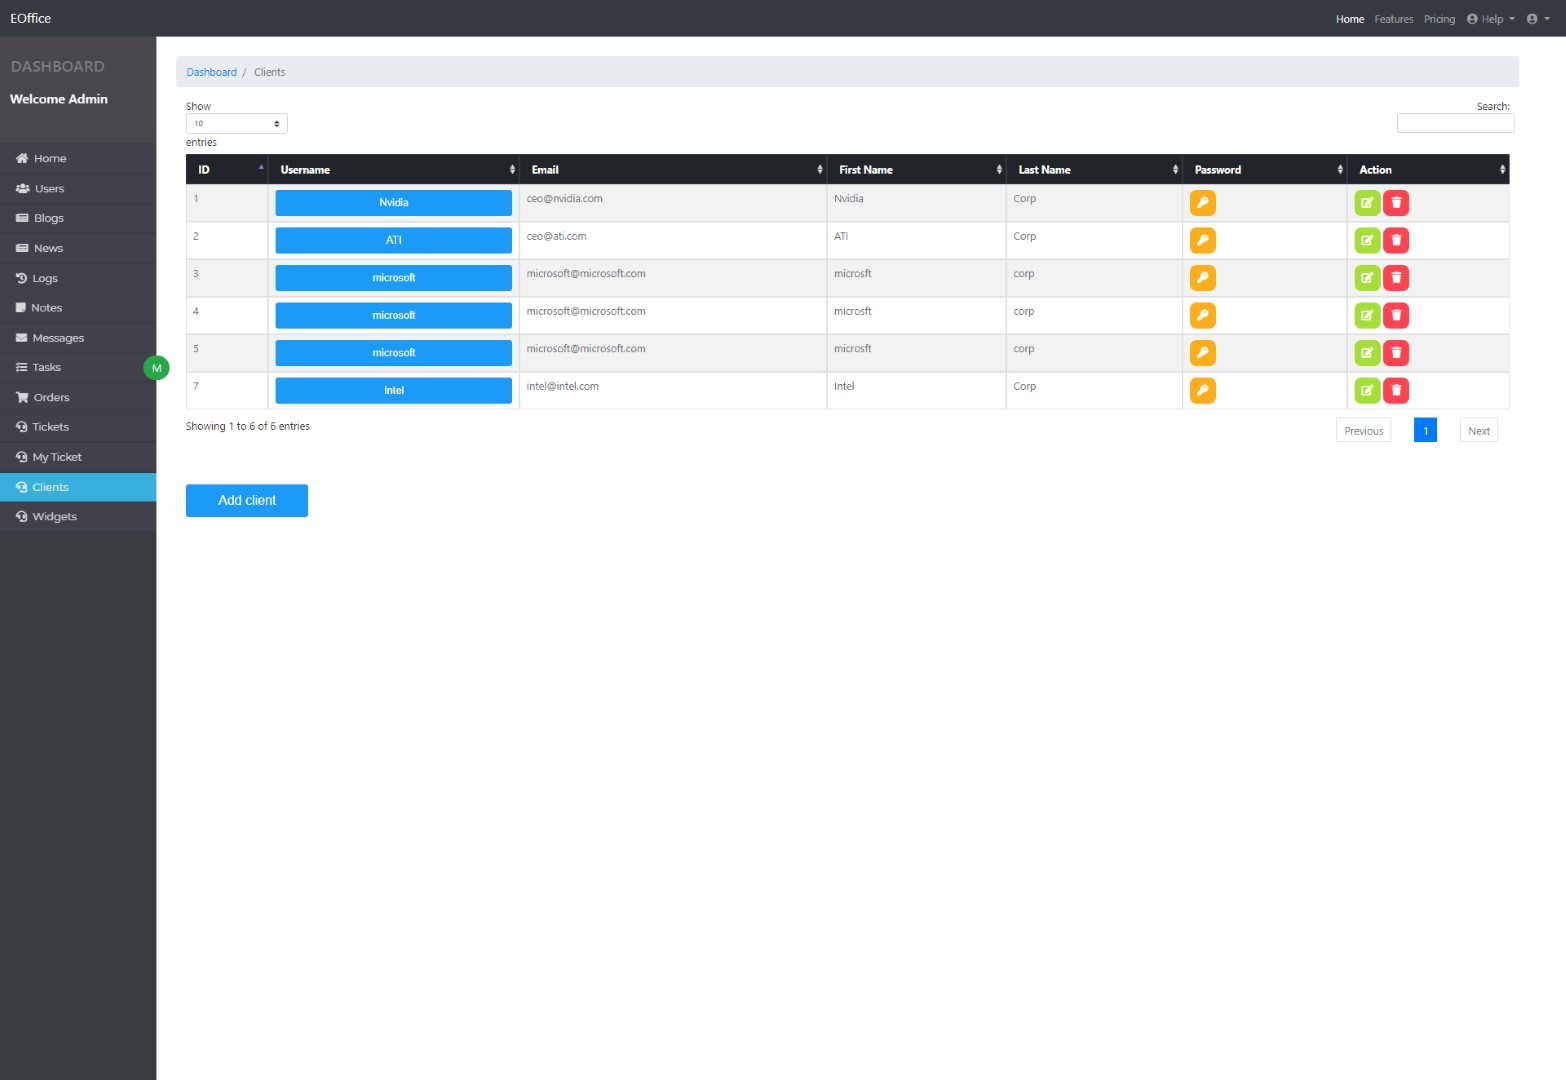 EOffice
Home Features Pricing Help
DASHBOARD
Welcome Admin
Home
Users
Blogs
News
Logs
Notes
Messages
Tasks
Orders
Tickets
My Ticket
Clients
Widgets
M
Dashboard / Clients
Show
10
entries
Search:
ID Username Email First Name Last Name Password Action
1 Nvidia ceo@nvidia.com Nvidia Corp
2 ATI ceo@ati.com ATI Corp
3 microsoft microsoft@microsoft.com microsft corp
4 microsoft microsoft@microsoft.com microsft corp
5 microsoft microsoft@microsoft.com microsft corp
7 Intel intel@intel.com Intel Corp
Showing 1 to 6 of 6 entries
Previous 1 Next
Add client